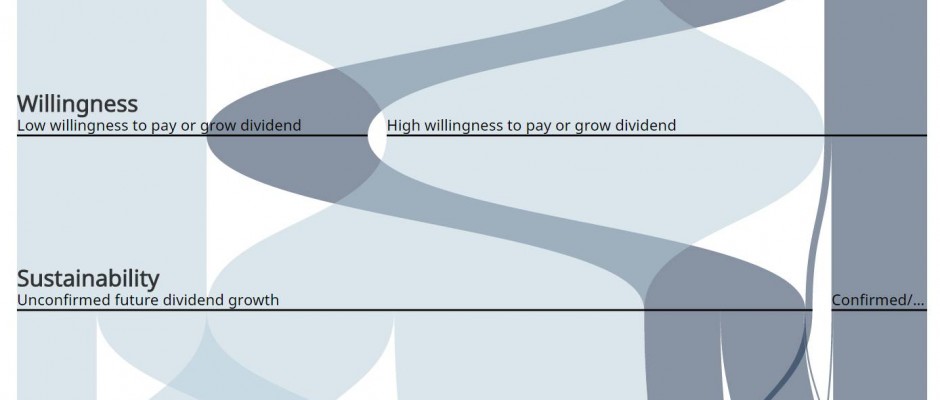 Willingness
Low willingness to pay or grow dividend
High willingness to pay or grow dividend
Sustainability
Unconfirmed future dividend growth
Confirmed/...